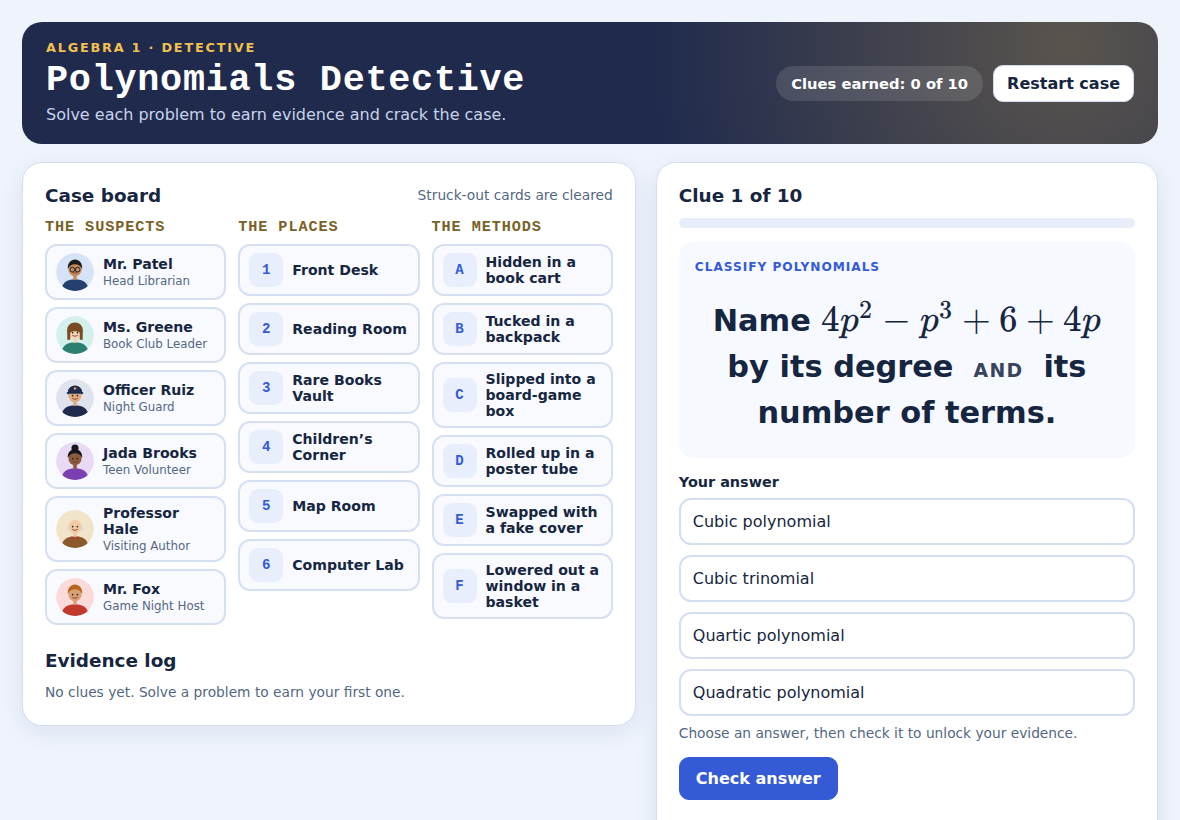 ALGEBRA 1 · DETECTIVE
Polynomials Detective
Solve each problem to earn evidence and crack the case.
Clues earned: 0 of 10
Restart case
Case board
Struck-out cards are cleared
THE SUSPECTS
Mr. Patel
Head Librarian
Ms. Greene
Book Club Leader
Officer Ruiz
Night Guard
Jada Brooks
Teen Volunteer
Professor
Hale
Visiting Author
Mr. Fox
Game Night Host
THE PLACES
1 Front Desk
2 Reading Room
3 Rare Books
Vault
4 Children’s
Corner
5 Map Room
6 Computer Lab
THE METHODS
A Hidden in a
book cart
B Tucked in a
backpack
C Slipped into a
board-game
box
D Rolled up in a
poster tube
E Swapped with
a fake cover
F Lowered out a
window in a
basket
Evidence log
No clues yet. Solve a problem to earn your first one.
Clue 1 of 10
CLASSIFY POLYNOMIALS
Name 4p² − p³ + 6 + 4p
by its degree AND its
number of terms.
Your answer
Cubic polynomial
Cubic trinomial
Quartic polynomial
Quadratic polynomial
Choose an answer, then check it to unlock your evidence.
Check answer